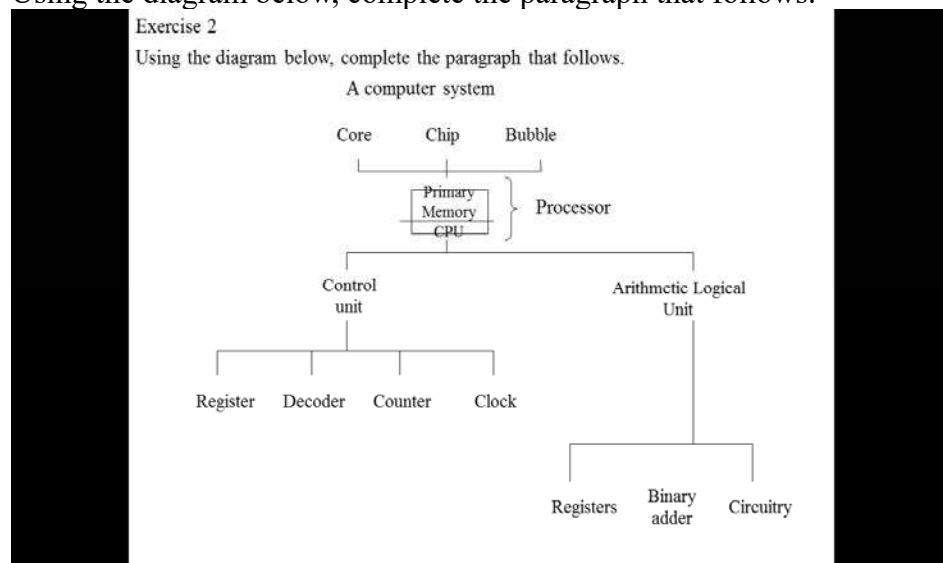 Using the diagram below, complete the paragraph that follows.
Exercise 2
Using the diagram below, complete the paragraph that follows.
A computer system
Core Chip Bubble
Primary
Memory
CPU
Processor
Control
unit
Arithmetic Logical
Unit
Register Decoder Counter Clock
Registers Binary
adder Circuitry